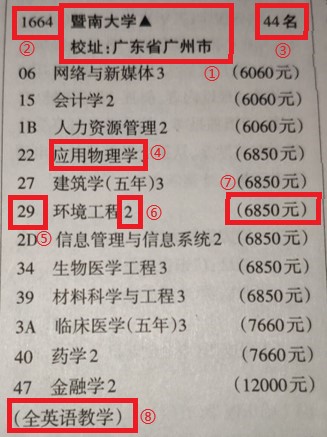 1664 暨南大学▲ 44名
② 校址:广东省广州市 ① ③
06 网络与新媒体3 (6060元)
15 会计学2 (6060元)
1B 人力资源管理2 (6060元)
22 应用物理学 ④ (6850元)
27 建筑学(五年)3 ⑦ (6850元)
29 环境工程2 ⑥ (6850元)
2D ⑤ 信息管理与信息系统2 (6850元)
34 生物医学工程3 (6850元)
39 材料科学与工程3 (6850元)
3A 临床医学(五年)3 (7660元)
40 药学2 (7660元)
47 金融学2 (12000元)
(全英语教学) ⑧